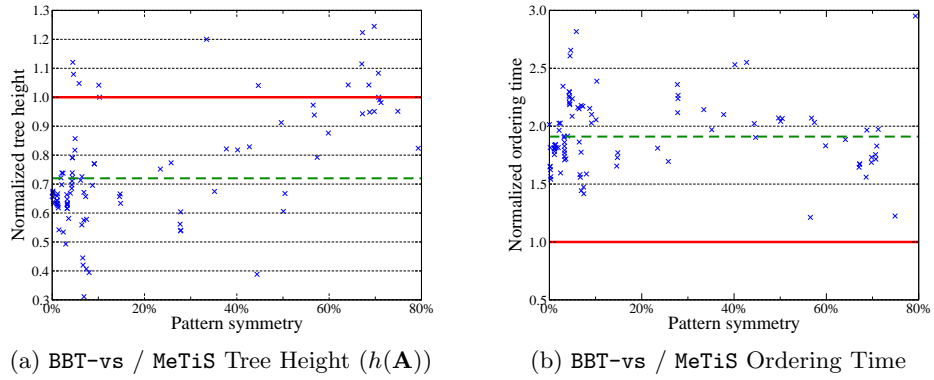 1.3
1.2
1.1
1.0
0.9
0.8
0.7
0.6
0.5
0.4
0.3
Normalized tree height
0% 20% 40% 60% 80%
Pattern symmetry
(a) BBT-vs / MeTiS Tree Height (h(A))
3.0
2.5
2.0
1.5
1.0
0.5
Normalized ordering time
0% 20% 40% 60% 80%
Pattern symmetry
(b) BBT-vs / MeTiS Ordering Time